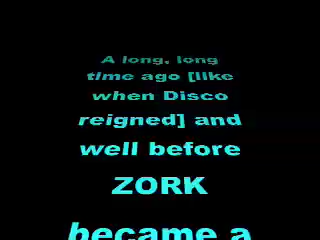 A long, long
time ago [like
when Disco
reigned] and
well before
ZORK
became a